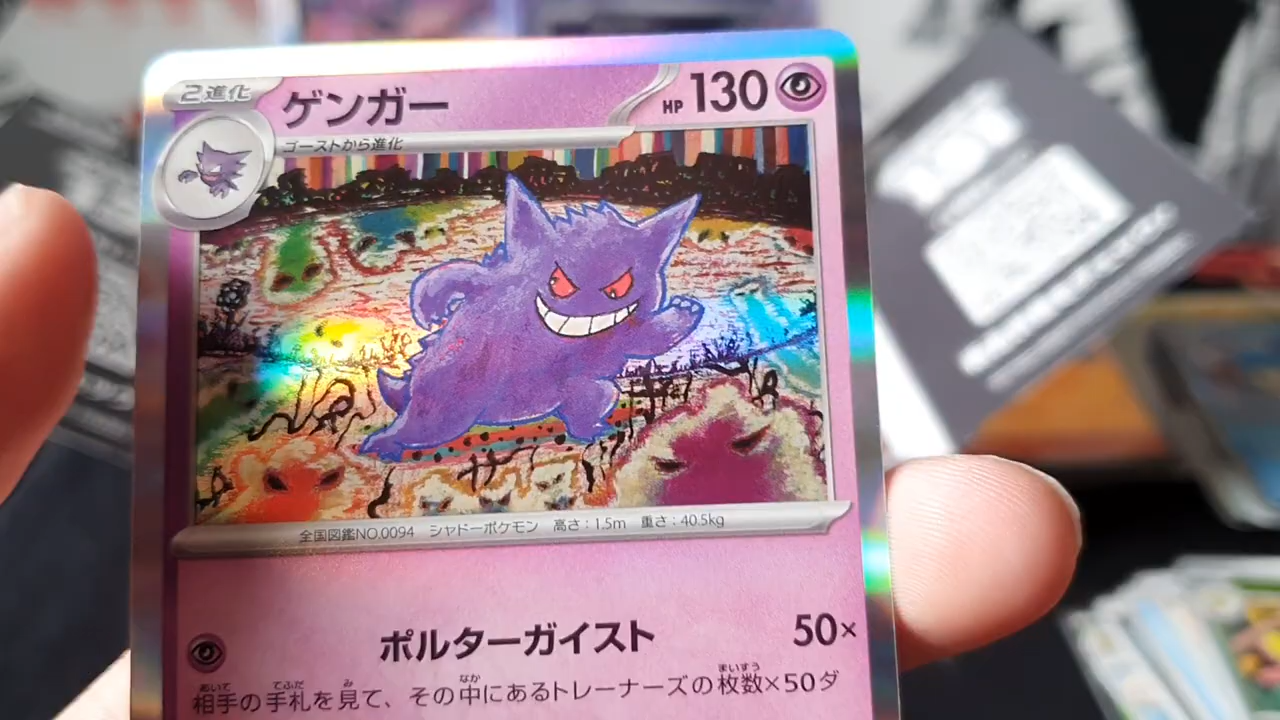 2進化
ゲンガー
HP 130
ゴーストから進化
全国図鑑NO.0094 シャドーポケモン 高さ:1.5m 重さ:40.5kg
ポルターガイスト 50×
相手の手札を見て、その中にあるトレーナーズの枚数×50ダ